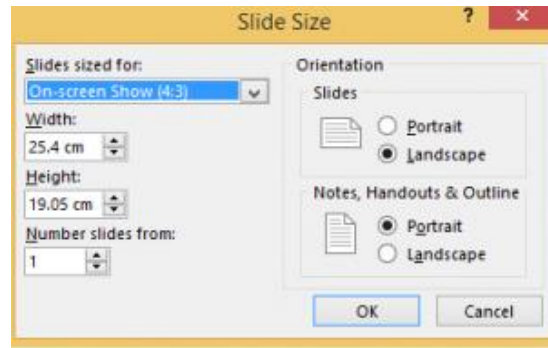 Slide Size
? ×
Slides sized for:
On-screen Show (4:3)
Width:
25.4 cm
Height:
19.05 cm
Number slides from:
1
Orientation
Slides
Portrait
Landscape
Notes, Handouts & Outline
Portrait
Landscape
OK
Cancel